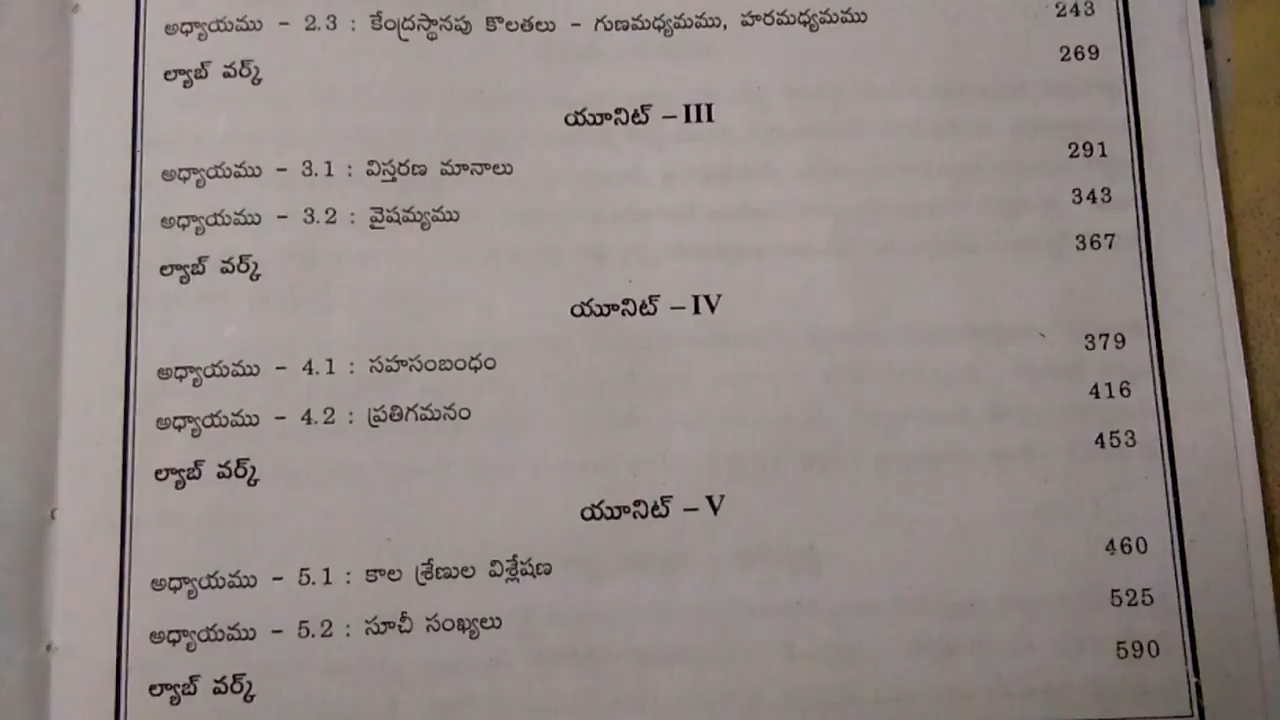 అధ్యాయము - 2.3 : కేంద్రస్థానపు కొలతలు - గుణమధ్యమము, హరమధ్యమము 243
ల్యాబ్ వర్క్ 269
యూనిట్ – III
అధ్యాయము - 3.1 : విస్తరణ మానాలు 291
అధ్యాయము - 3.2 : వైషమ్యము 343
ల్యాబ్ వర్క్ 367
యూనిట్ – IV
అధ్యాయము - 4.1 : సహసంబంధం 379
అధ్యాయము - 4.2 : ప్రతిగమనం 416
ల్యాబ్ వర్క్ 453
యూనిట్ – V
అధ్యాయము - 5.1 : కాల శ్రేణుల విశ్లేషణ 460
అధ్యాయము - 5.2 : సూచీ సంఖ్యలు 525
ల్యాబ్ వర్క్ 590